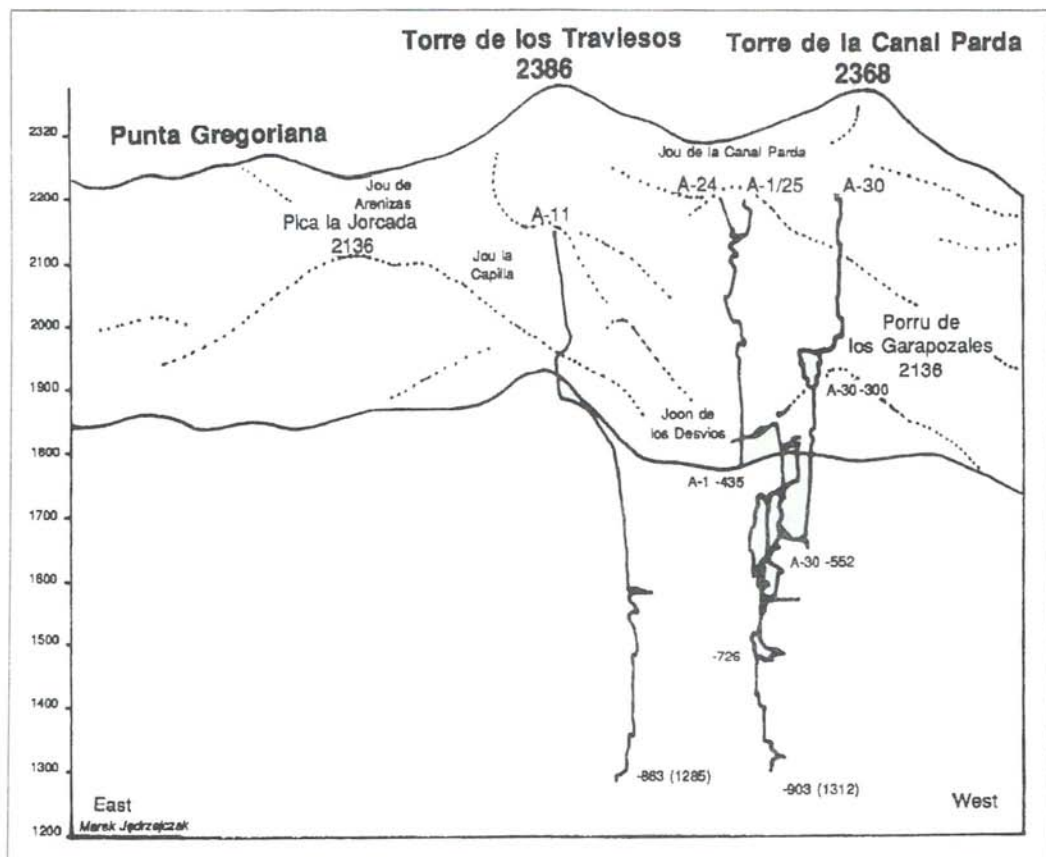 Torre de los Traviesos
2386
Torre de la Canal Parda
2368
2320
Punta Gregoriana
Jou de la Canal Parda
Jou de
Arenizas
2200
A-24
A-1/25
A-30
Pica la Jorcada
2136
A-11
2100
Jou la
Capilla
2000
Porru de
los Garapozales
2136
1900
A-30 -300
Joon de
los Desvios
1800
A-1 -435
1700
1600
A-30 -552
1500
-726
1400
1300
-863 (1285)
-903 (1312)
East
West
Marek Jędrzejczak
1200